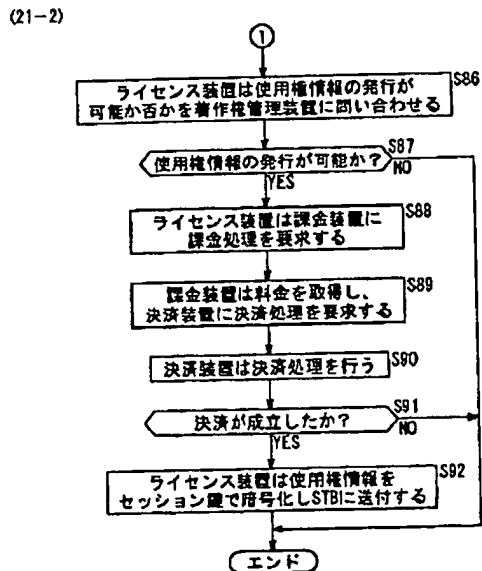 (21-2)
①
ライセンス装置は使用権情報の発行が
可能か否かを著作権管理装置に問い合わせる
S86
使用権情報の発行が可能か?
S87
NO
YES
ライセンス装置は課金装置に
課金処理を要求する
S88
課金装置は料金を取得し、
決済装置に決済処理を要求する
S89
決済装置は決済処理を行う
S90
決済が成立したか?
S91
NO
YES
ライセンス装置は使用権情報を
セッション鍵で暗号化しSTBに送付する
S92
エンド